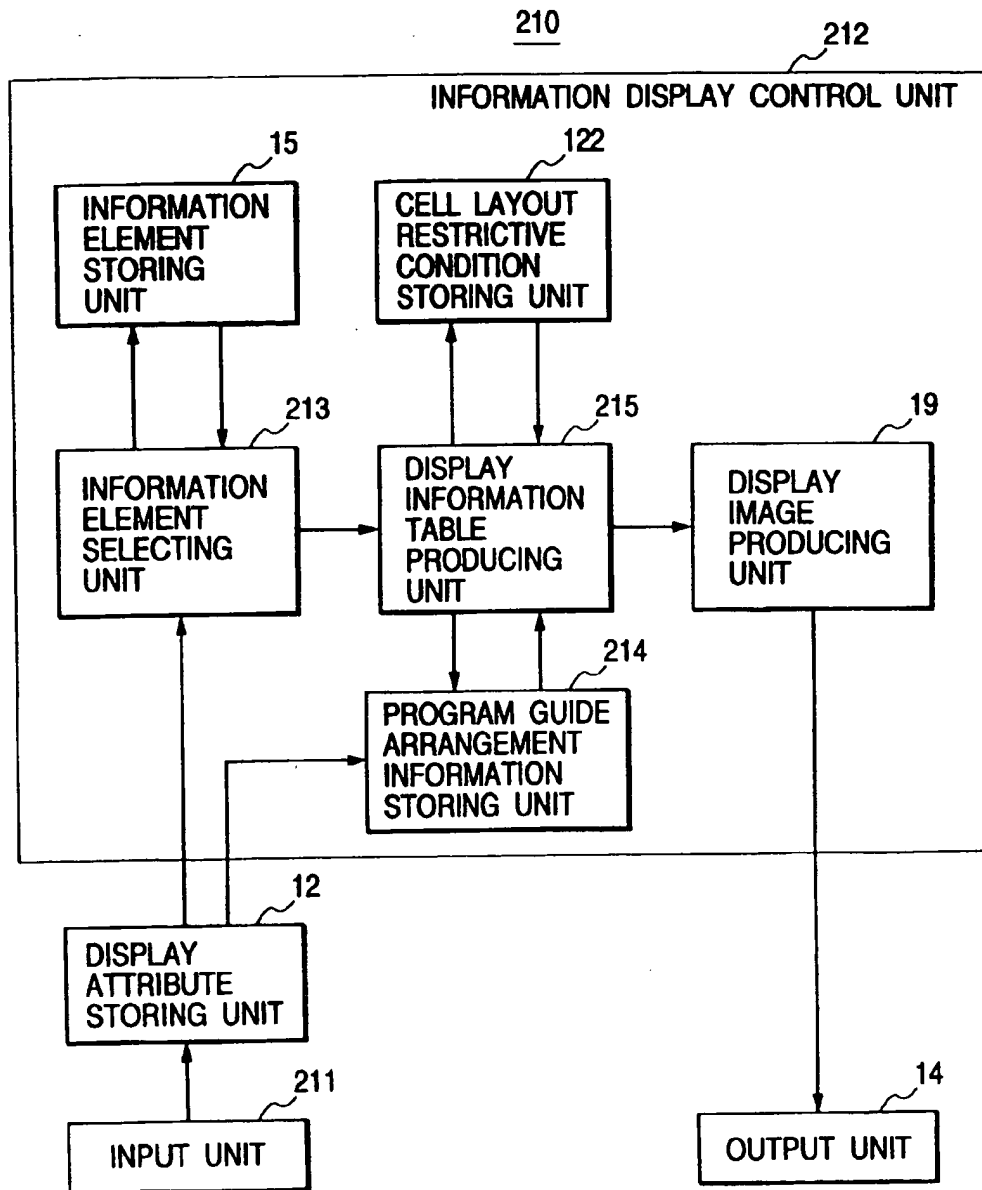 210
212
INFORMATION DISPLAY CONTROL UNIT
15
INFORMATION
ELEMENT
STORING
UNIT
122
CELL LAYOUT
RESTRICTIVE
CONDITION
STORING UNIT
213
INFORMATION
ELEMENT
SELECTING
UNIT
215
DISPLAY
INFORMATION
TABLE
PRODUCING
UNIT
19
DISPLAY
IMAGE
PRODUCING
UNIT
214
PROGRAM GUIDE
ARRANGEMENT
INFORMATION
STORING UNIT
12
DISPLAY
ATTRIBUTE
STORING UNIT
211
INPUT UNIT
14
OUTPUT UNIT